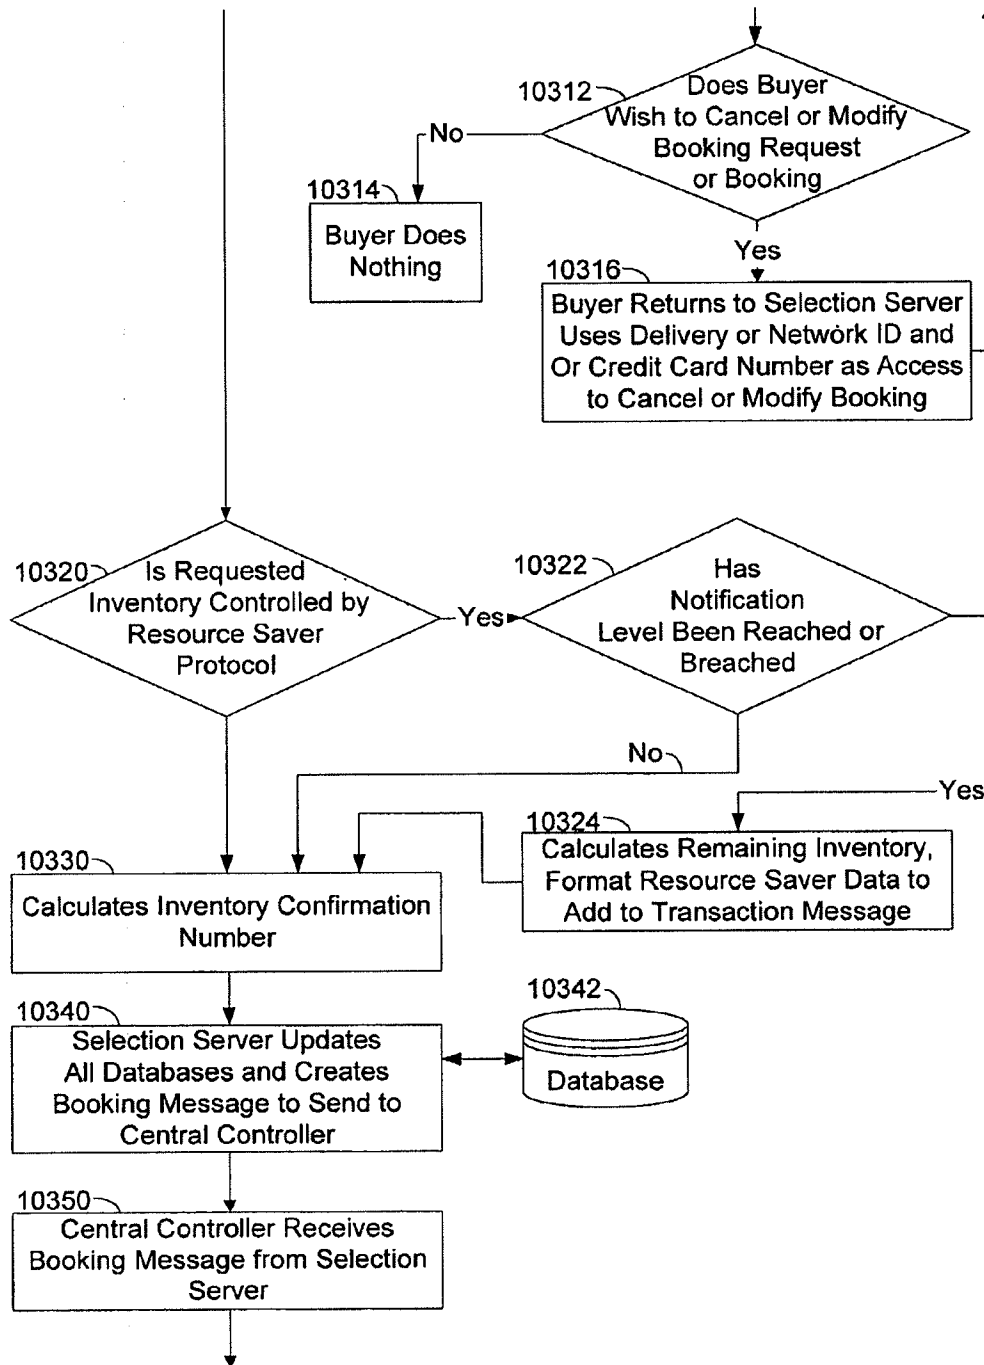 10312
Does Buyer
Wish to Cancel or Modify
Booking Request
or Booking
No
10314
Buyer Does
Nothing
Yes
10316
Buyer Returns to Selection Server
Uses Delivery or Network ID and
Or Credit Card Number as Access
to Cancel or Modify Booking
10320
Is Requested
Inventory Controlled by
Resource Saver
Protocol
Yes
10322
Has
Notification
Level Been Reached or
Breached
No
Yes
10324
Calculates Remaining Inventory,
Format Resource Saver Data to
Add to Transaction Message
10330
Calculates Inventory Confirmation
Number
10340
Selection Server Updates
All Databases and Creates
Booking Message to Send to
Central Controller
10342
Database
10350
Central Controller Receives
Booking Message from Selection
Server